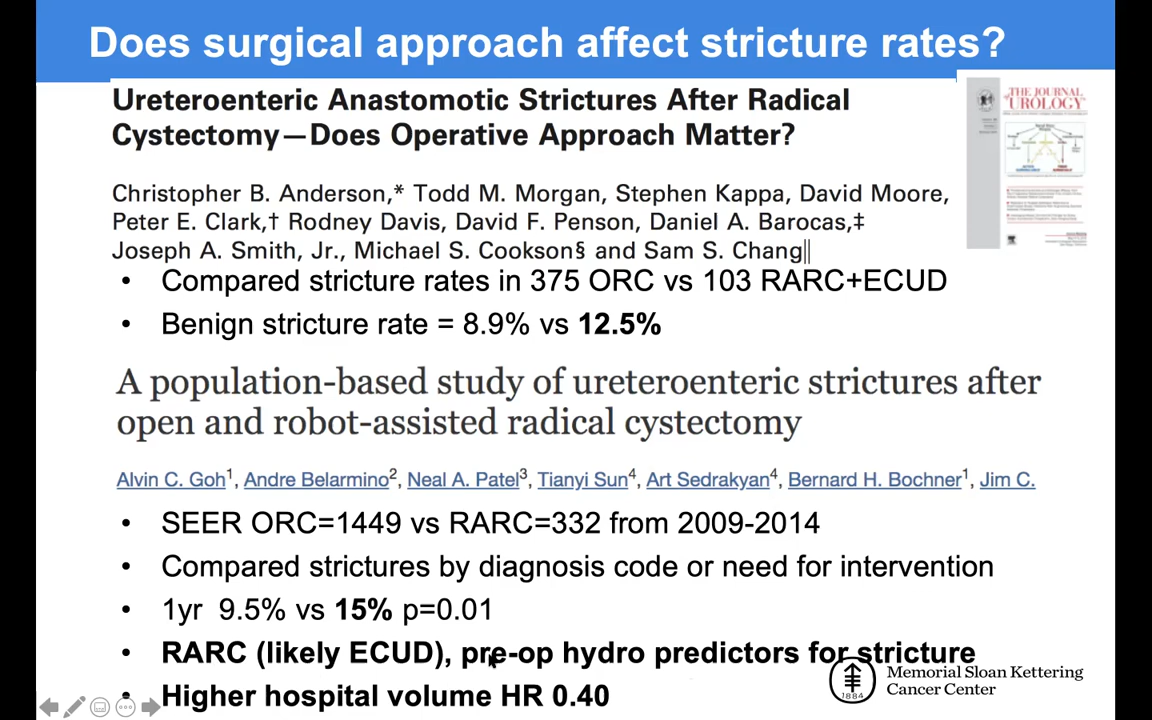 Does surgical approach affect stricture rates?
Ureteroenteric Anastomotic Strictures After Radical
Cystectomy—Does Operative Approach Matter?
THE JOURNAL
of UROLOGY
Christopher B. Anderson,* Todd M. Morgan, Stephen Kappa, David Moore,
Peter E. Clark,† Rodney Davis, David F. Penson, Daniel A. Barocas,‡
Joseph A. Smith, Jr., Michael S. Cookson§ and Sam S. Chang‖
• Compared stricture rates in 375 ORC vs 103 RARC+ECUD
• Benign stricture rate = 8.9% vs 12.5%
A population-based study of ureteroenteric strictures after
open and robot-assisted radical cystectomy
Alvin C. Goh1, Andre Belarmino2, Neal A. Patel3, Tianyi Sun4, Art Sedrakyan4, Bernard H. Bochner1, Jim C.
• SEER ORC=1449 vs RARC=332 from 2009-2014
• Compared strictures by diagnosis code or need for intervention
• 1yr 9.5% vs 15% p=0.01
• RARC (likely ECUD), pre-op hydro predictors for stricture
• Higher hospital volume HR 0.40
1884
Memorial Sloan Kettering
Cancer Center